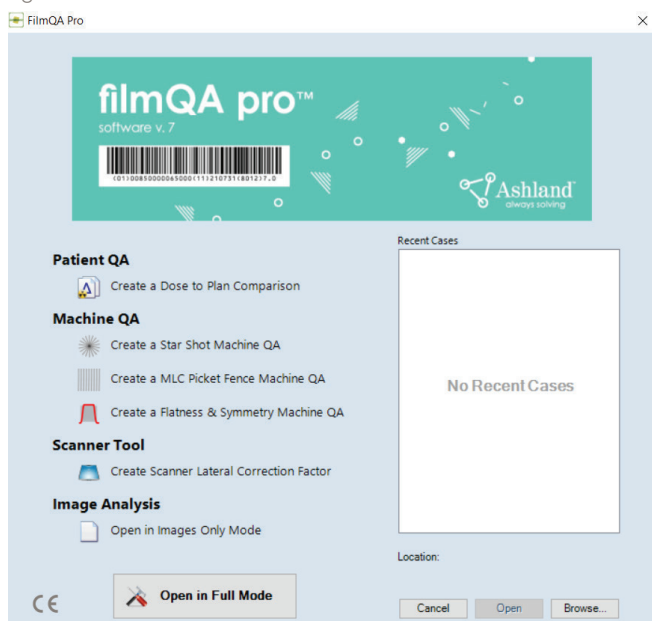 FilmQA Pro
filmQA pro™
software v. 7
(01)00850000065000(11)210731(8012)7.0
Ashland
always solving
Patient QA
Create a Dose to Plan Comparison
Machine QA
Create a Star Shot Machine QA
Create a MLC Picket Fence Machine QA
Create a Flatness & Symmetry Machine QA
Scanner Tool
Create Scanner Lateral Correction Factor
Image Analysis
Open in Images Only Mode
Open in Full Mode
CE
Recent Cases
No Recent Cases
Location:
Cancel
Open
Browse...